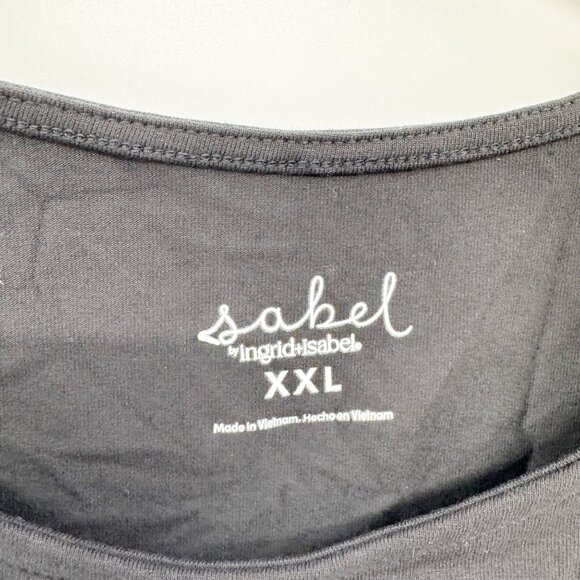 sabel
by ingrid+isabel®
XXL
Made in Vietnam. Hecho en Vietnam